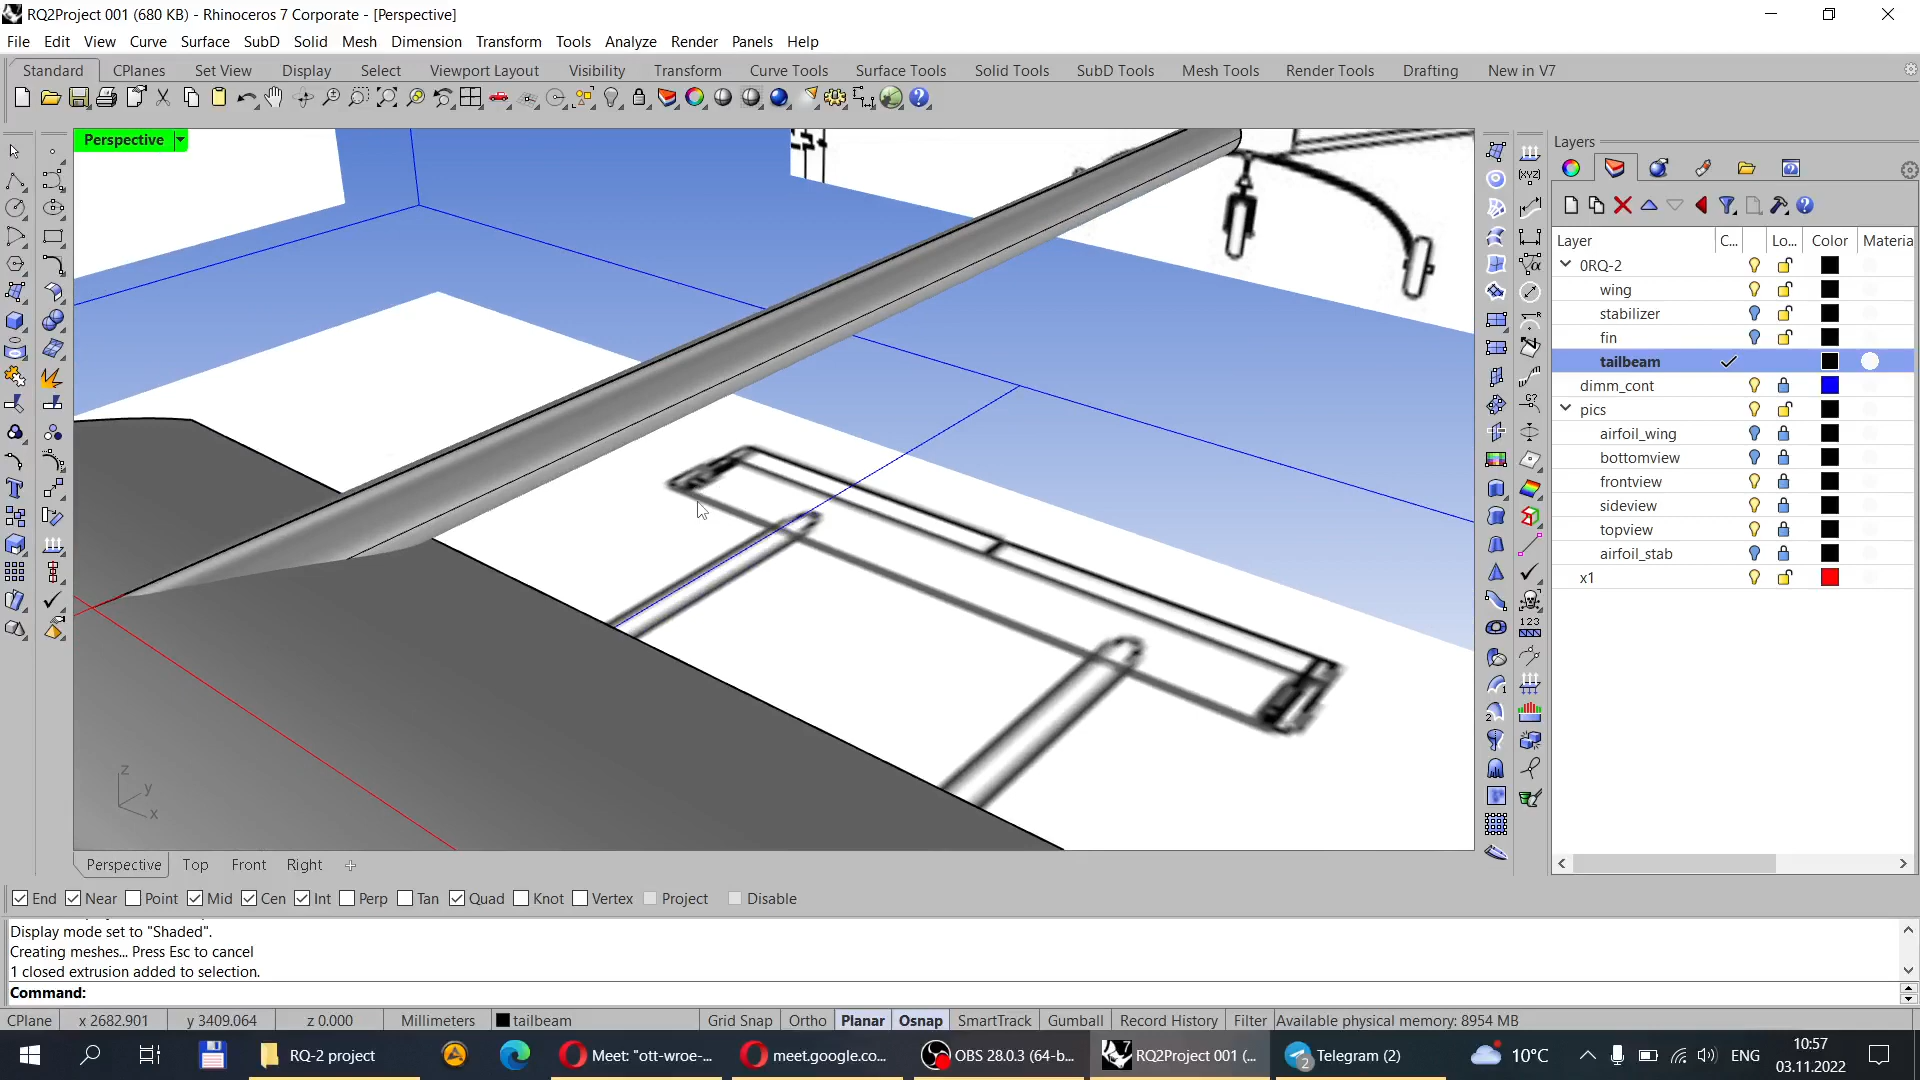 RQ2Project 001 (680 KB) - Rhinoceros 7 Corporate - [Perspective]
File Edit View Curve Surface SubD Solid Mesh Dimension Transform Tools Analyze Render Panels Help
Standard CPlanes Set View Display Select Viewport Layout Visibility Transform Curve Tools Surface Tools Solid Tools SubD Tools Mesh Tools Render Tools Drafting New in V7
Perspective
Layers
Layer C... Lo... Color Materia
0RQ-2
wing
stabilizer
fin
tailbeam
dimm_cont
pics
airfoil_wing
bottomview
frontview
sideview
topview
airfoil_stab
x1
z
y
x
Perspective Top Front Right
End Near Point Mid Cen Int Perp Tan Quad Knot Vertex Project Disable
Display mode set to "Shaded".
Creating meshes... Press Esc to cancel
1 closed extrusion added to selection.
Command:
CPlane x 2682.901 y 3409.064 z 0.000 Millimeters tailbeam Grid Snap Ortho Planar Osnap SmartTrack Gumball Record History Filter Available physical memory: 8954 MB
RQ-2 project Meet: "ott-wroe-... meet.google.co... OBS 28.0.3 (64-b... RQ2Project 001 (... Telegram (2) 10°C ENG
10:57
03.11.2022